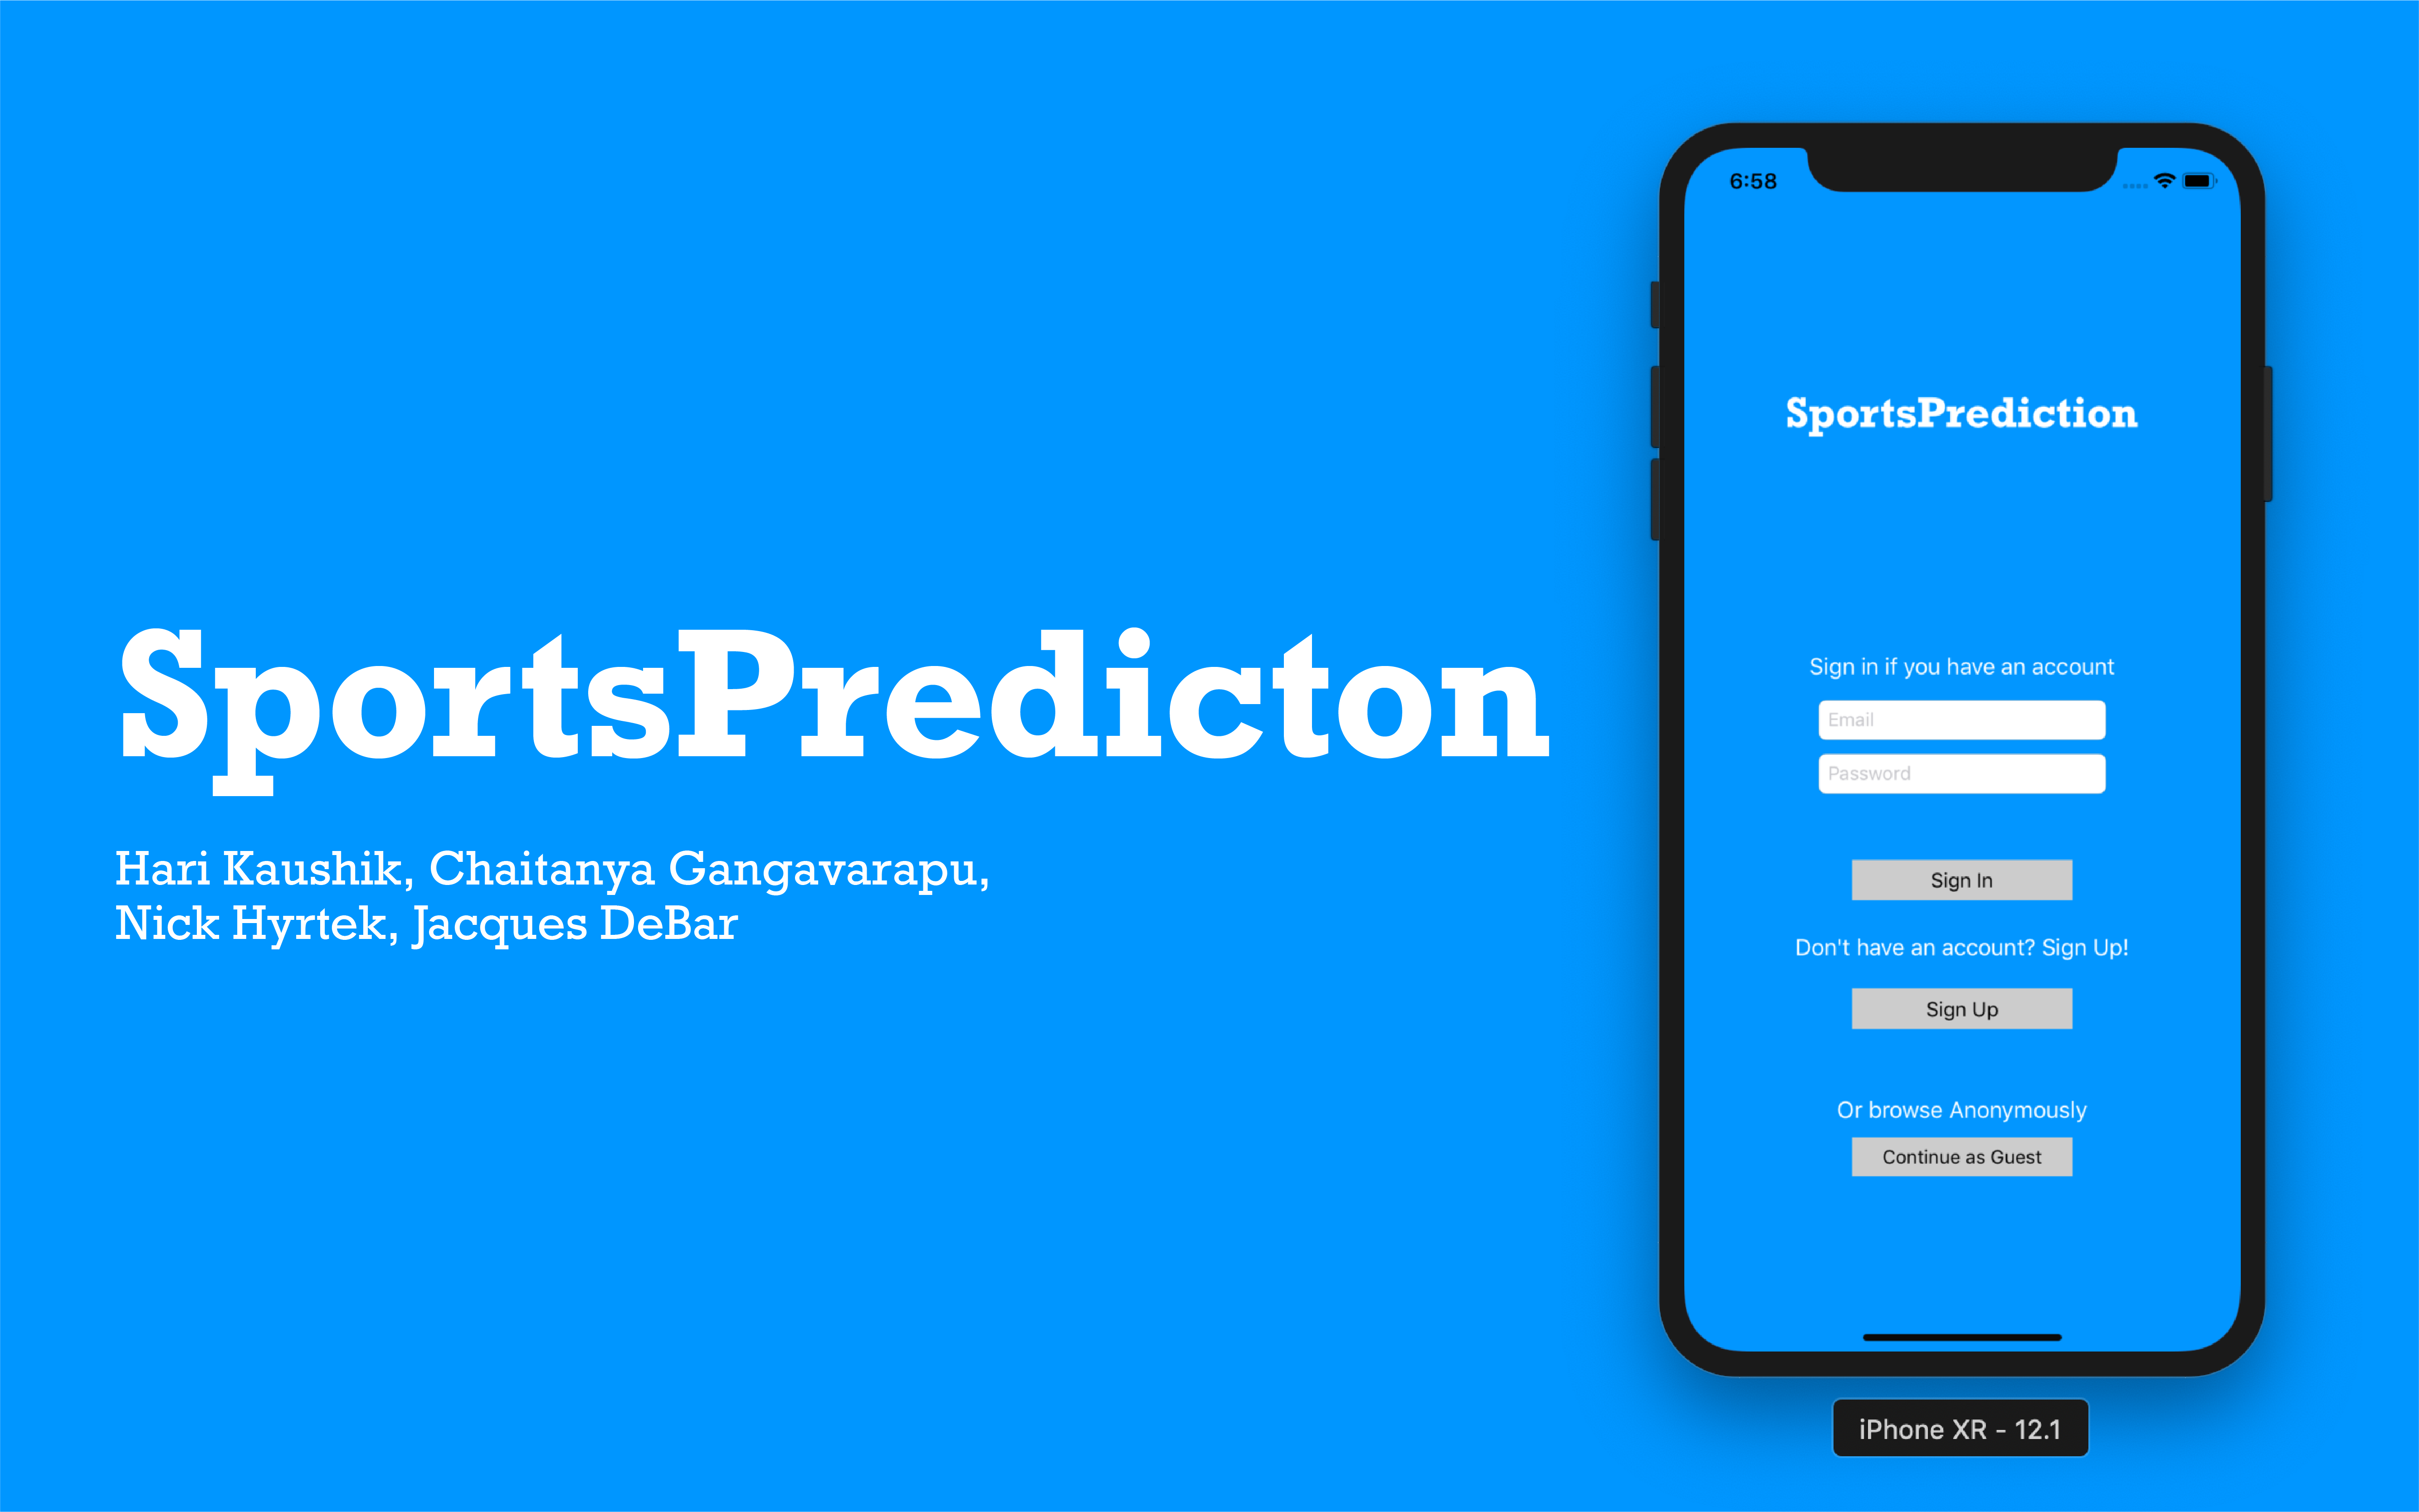 SportsPredicton
Hari Kaushik, Chaitanya Gangavarapu,
Nick Hyrtek, Jacques DeBar
6:58
SportsPrediction
Sign in if you have an account
Email
Password
Sign In
Don't have an account? Sign Up!
Sign Up
Or browse Anonymously
Continue as Guest
iPhone XR - 12.1